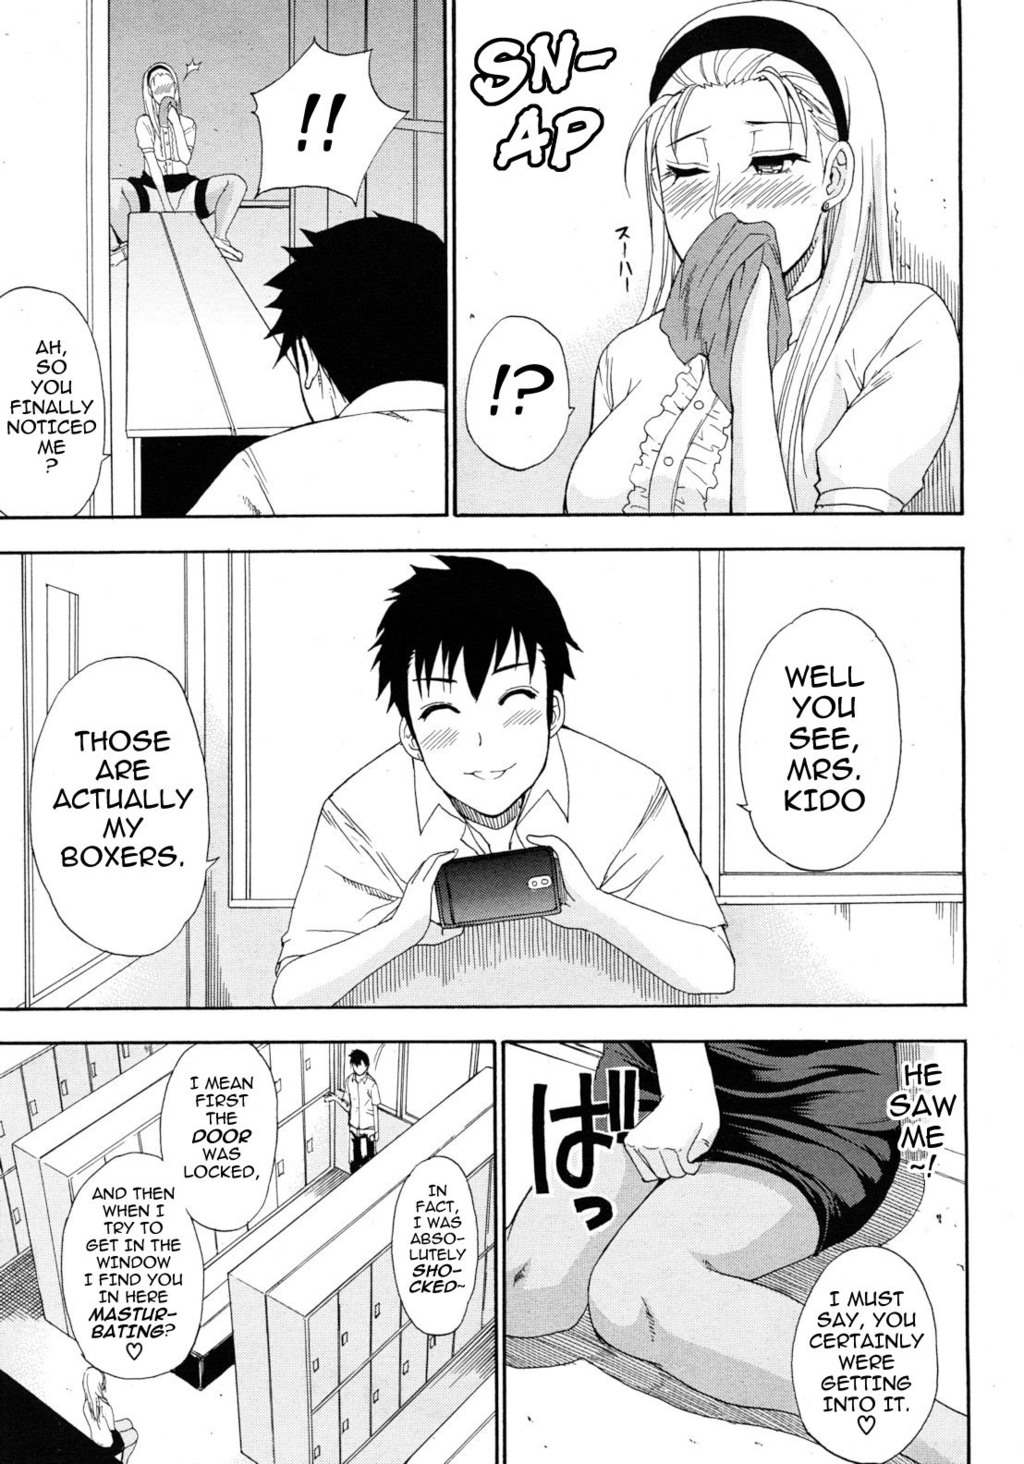 SN-
AP
スーハー
!?
!!
AH,
SO
YOU
FINALLY
NOTICED
ME
?
WELL
YOU
SEE,
MRS.
KIDO
THOSE
ARE
ACTUALLY
MY
BOXERS.
HE
SAW
ME
~!
ばっ
I MUST
SAY, YOU
CERTAINLY
WERE
GETTING
INTO IT.
♡
I MEAN
FIRST
THE
DOOR
WAS
LOCKED,
AND THEN
WHEN I
TRY TO
GET IN THE
WINDOW
I FIND YOU
IN HERE
MASTUR-
BATING?
♡
IN
FACT,
I WAS
ABSO-
LUTELY
SHO-
CKED~